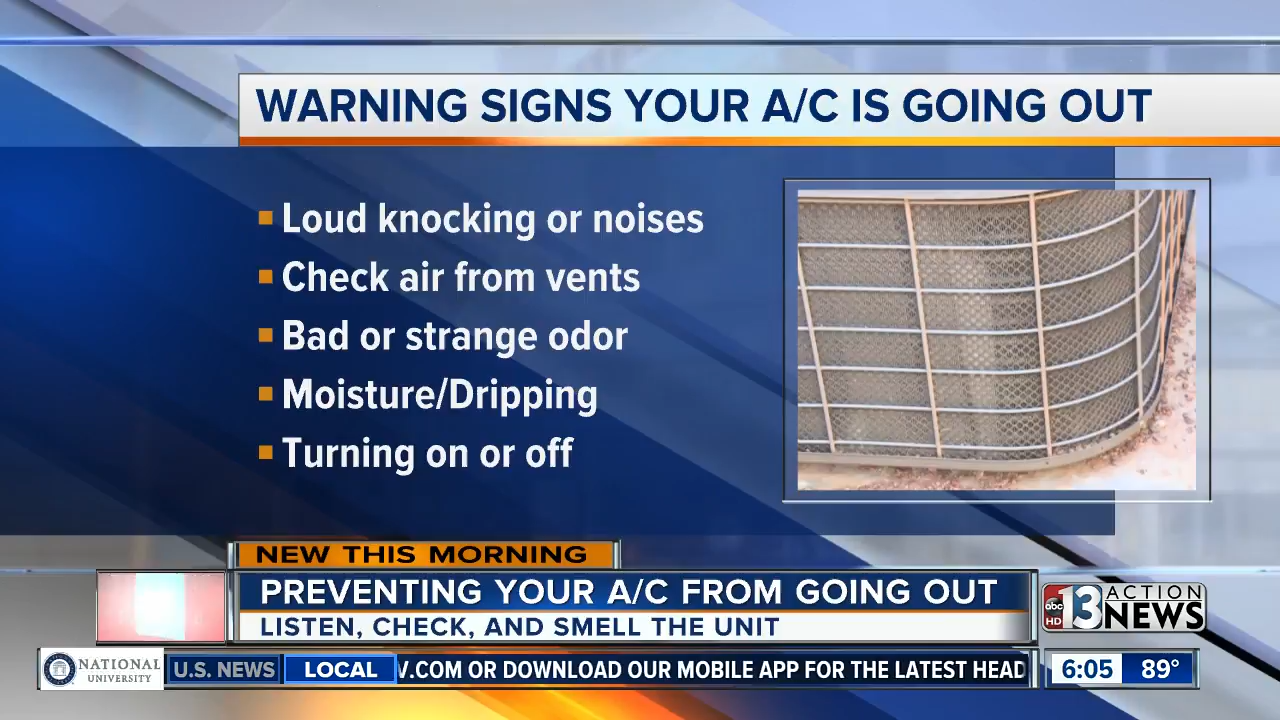 WARNING SIGNS YOUR A/C IS GOING OUT
Loud knocking or noises
Check air from vents
Bad or strange odor
Moisture/Dripping
Turning on or off
NEW THIS MORNING
PREVENTING YOUR A/C FROM GOING OUT
LISTEN, CHECK, AND SMELL THE UNIT
abc
HD
13
ACTION
NEWS
NATIONAL
UNIVERSITY
U.S. NEWS
LOCAL
V.COM OR DOWNLOAD OUR MOBILE APP FOR THE LATEST HEAD
6:05
89°